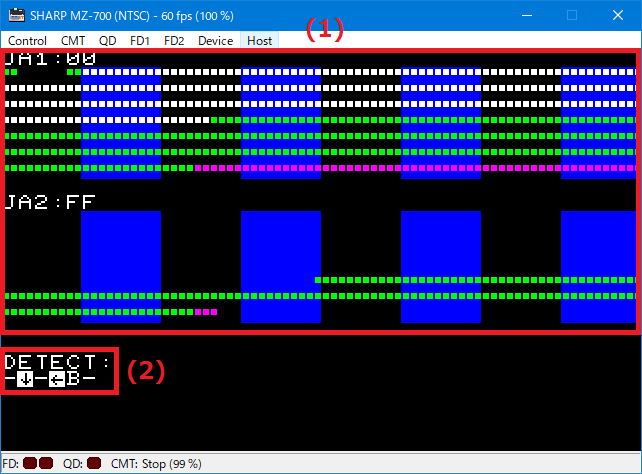 SHARP MZ-700 (NTSC) - 60 fps (100 %)
Control CMT QD FD1 FD2 Device Host
(1)
JA1:00
JA2:FF
DETECT:
-↓-←B-
(2)
FD: QD: CMT: Stop (99 %)